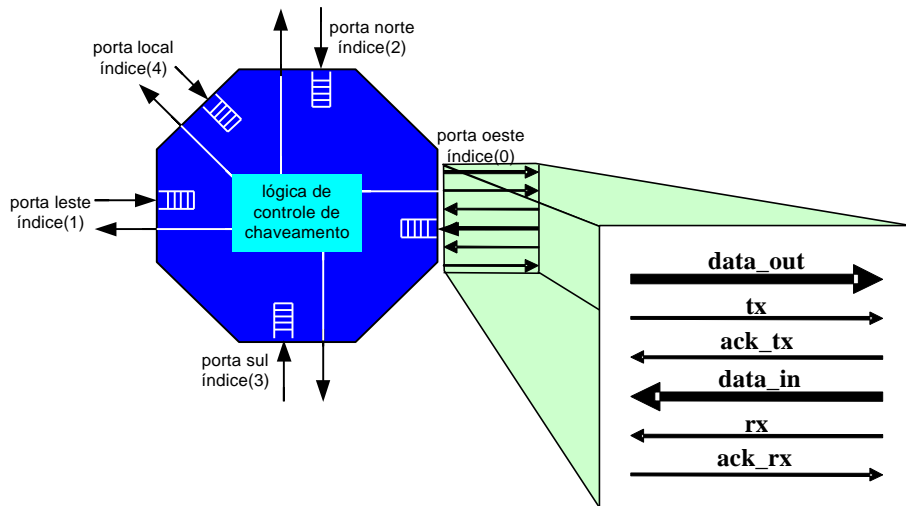 porta norte
índice(2)
porta local
índice(4)
porta oeste
índice(0)
lógica de
controle de
chaveamento
porta leste
índice(1)
porta sul
índice(3)
data_out
tx
ack_tx
data_in
rx
ack_rx